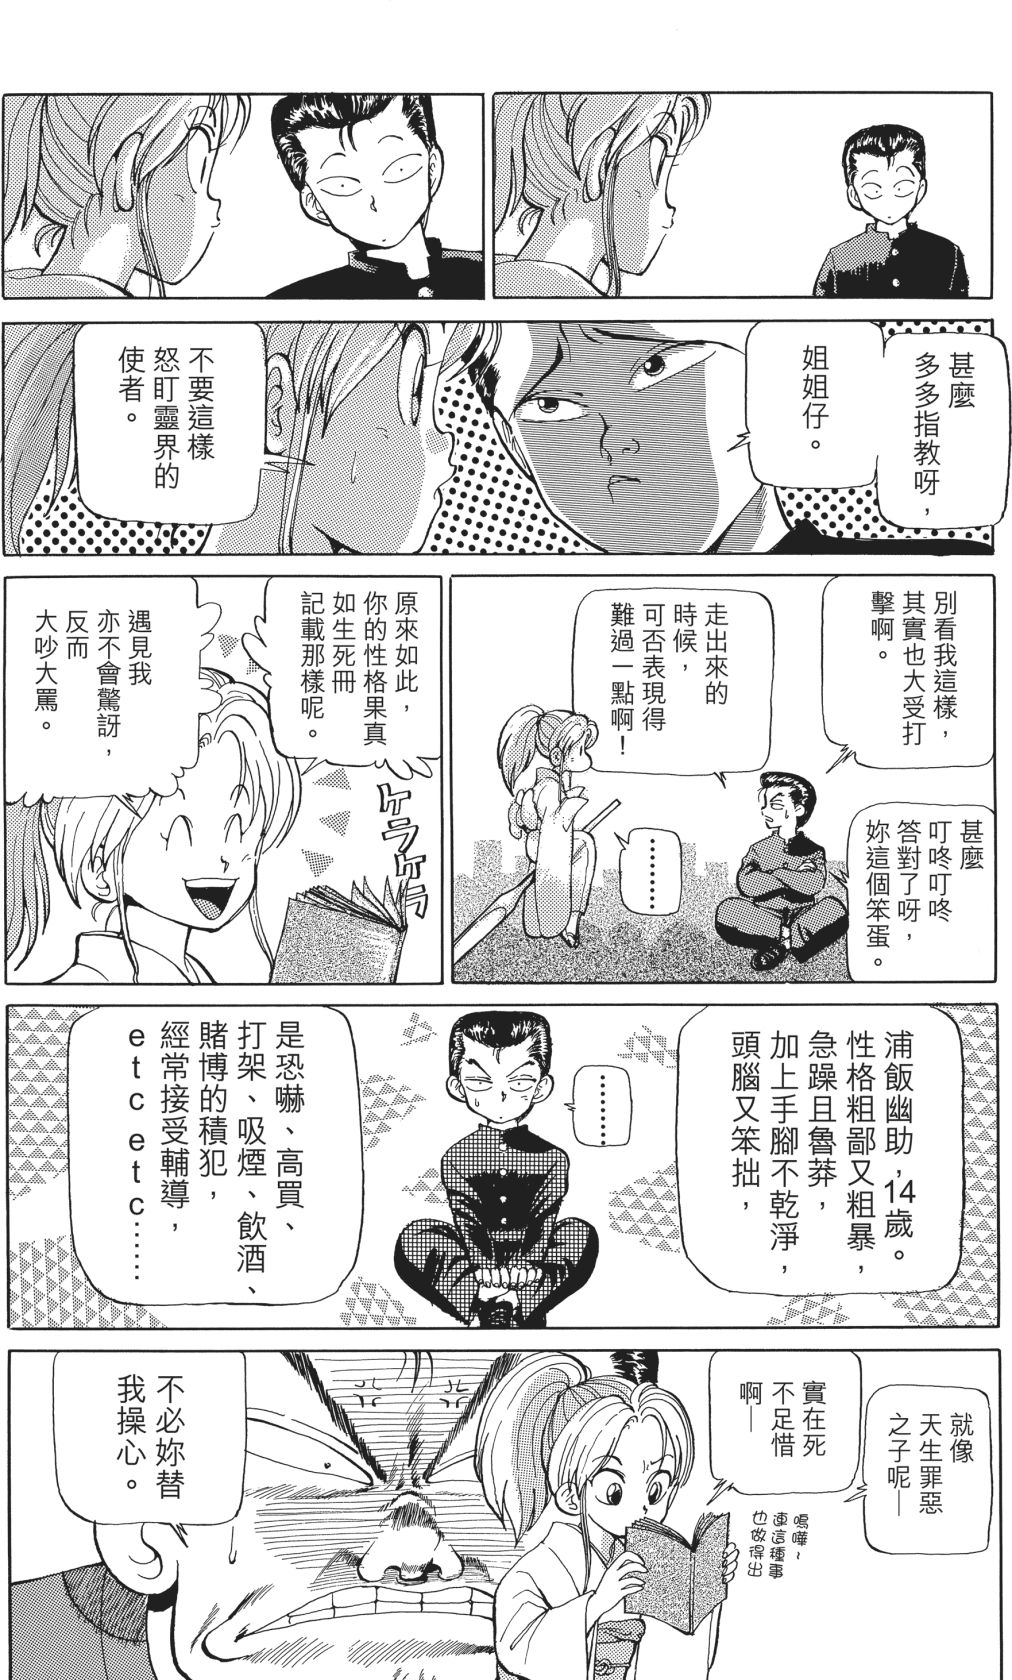 甚麼
多多指教呀，
姐姐仔。
不要這樣
怒盯靈界的
使者。
別看我這樣，
其實也大受打
擊啊。
走出來的
時候，
可否表現得
難過一點啊！
甚麼
叮咚叮咚
答對了呀，
妳這個笨蛋。
………
原來如此，
你的性格果真
如生死冊
記載那樣呢。
遇見我
亦不會驚訝，
反而
大吵大罵。
ケラケラ
浦飯幽助，14歲。
性格粗鄙又粗暴，
急躁且魯莽，
加上手腳不乾淨，
頭腦又笨拙，
………
是恐嚇、高買、
打架、吸煙、飲酒、
賭博的積犯，
經常接受輔導，
etc etc……
就像
天生罪惡
之子呢—
實在死
不足惜
啊—
嗚嘩～
連這種事
也做得出
不必妳替
我操心。